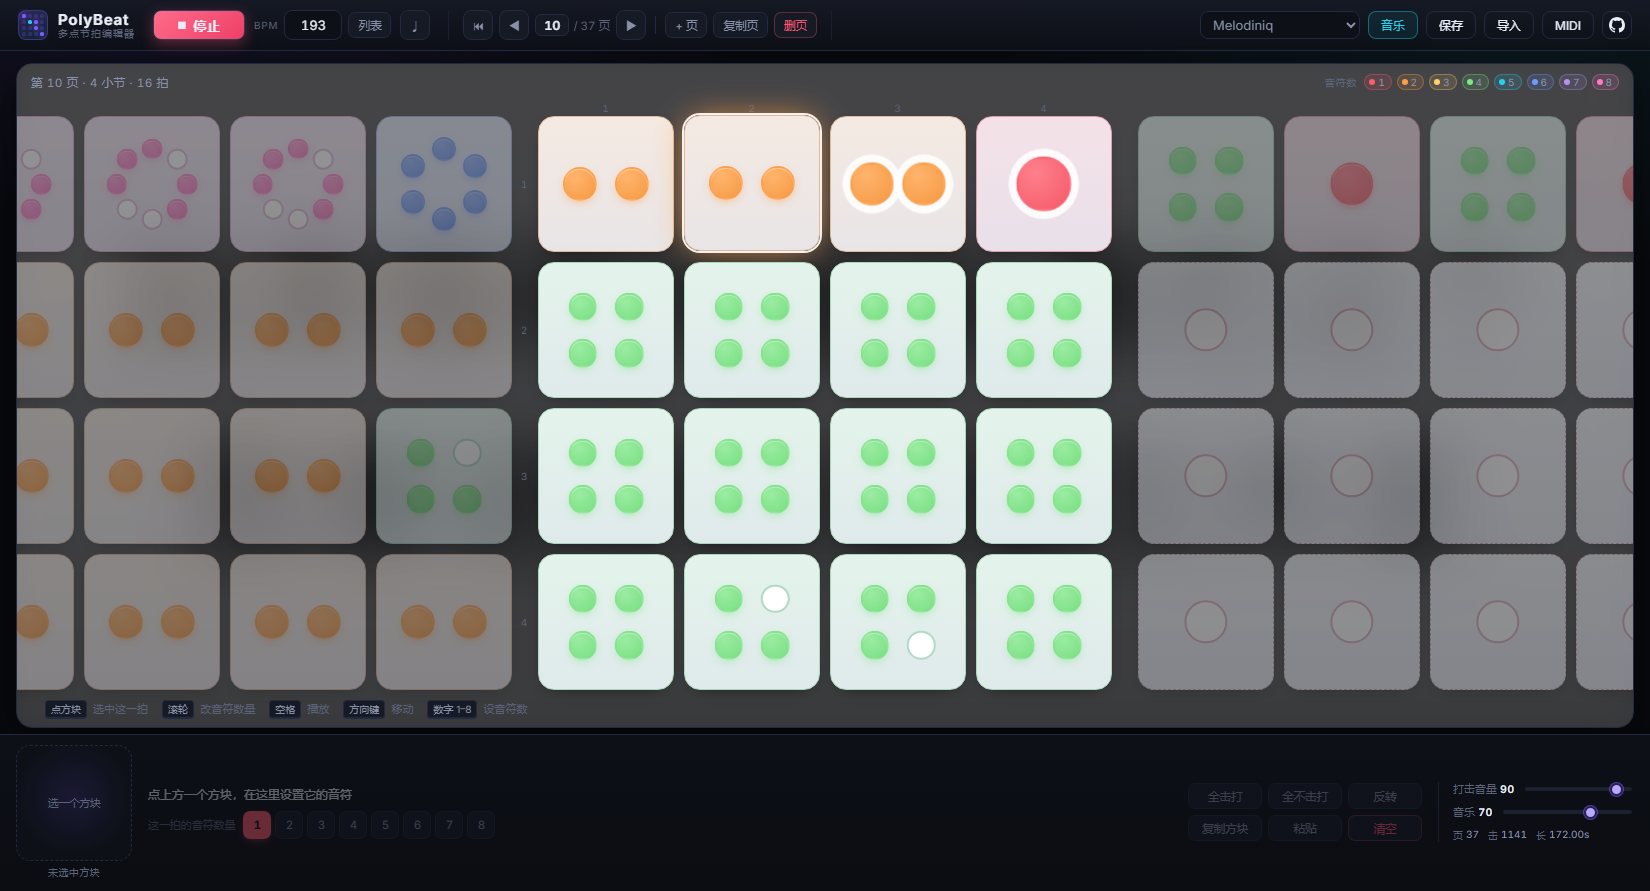 PolyBeat
多点节拍编辑器
停止
BPM 193 列表
10 / 37 页
+ 页 复制页 删页
Melodiniq
音乐 保存 导入 MIDI
第 10 页 · 4 小节 · 16 拍
音符数 1 2 3 4 5 6 7 8
1 2 3 4
1
2
3
4
点方块 选中这一拍 滚轮 改音符数量 空格 播放 方向键 移动 数字 1-8 设音符数
选一个方块
未选中方块
点上方一个方块，在这里设置它的音符
这一拍的音符数量 1 2 3 4 5 6 7 8
全击打 全不击打 反转
复制方块 粘贴 清空
打击音量 90
音乐 70
页 37 击 1141 长 172.00s